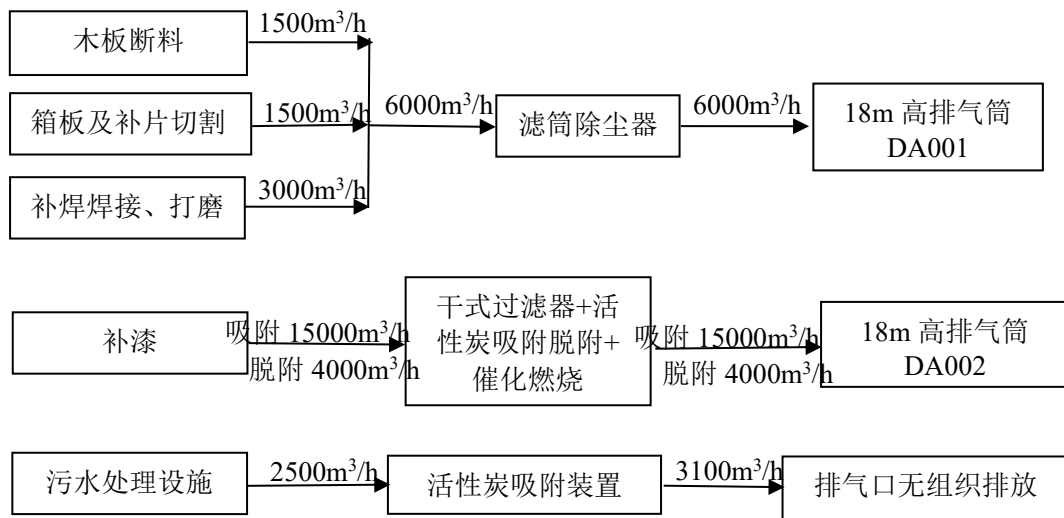 木板断料
1500m³/h
箱板及补片切割
1500m³/h
补焊焊接、打磨
3000m³/h
6000m³/h
滤筒除尘器
6000m³/h
18m 高排气筒
DA001
补漆
吸附 15000m³/h
脱附 4000m³/h
干式过滤器+活
性炭吸附脱附+
催化燃烧
吸附 15000m³/h
脱附 4000m³/h
18m 高排气筒
DA002
污水处理设施
2500m³/h
活性炭吸附装置
3100m³/h
排气口无组织排放